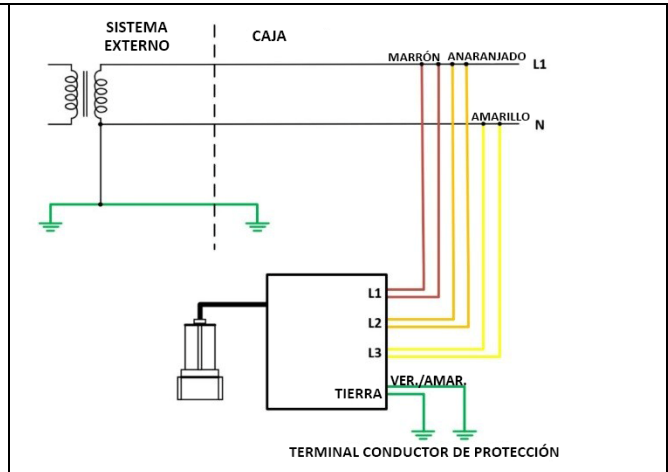 SISTEMA
EXTERNO
CAJA
MARRÓN ANARANJADO
L1
AMARILLO
N
L1
L2
L3
VER./AMAR.
TIERRA
TERMINAL CONDUCTOR DE PROTECCIÓN